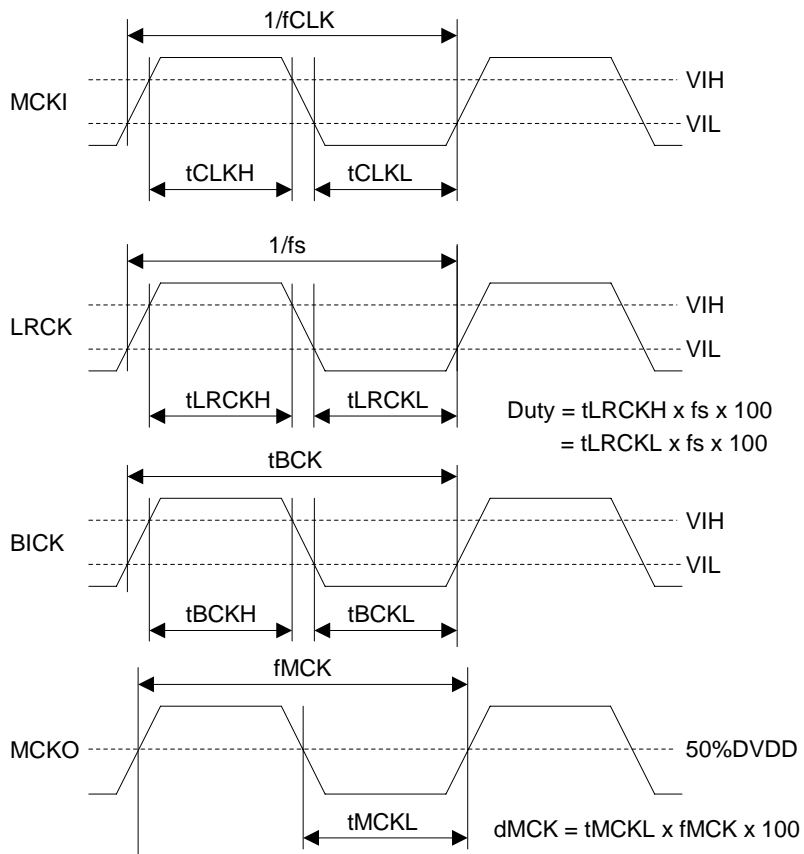 1/fCLK
MCKI
VIH
VIL
tCLKH
tCLKL
1/fs
LRCK
VIH
VIL
tLRCKH
tLRCKL
Duty = tLRCKH x fs x 100
= tLRCKL x fs x 100
tBCK
BICK
VIH
VIL
tBCKH
tBCKL
fMCK
MCKO
50%DVDD
tMCKL
dMCK = tMCKL x fMCK x 100